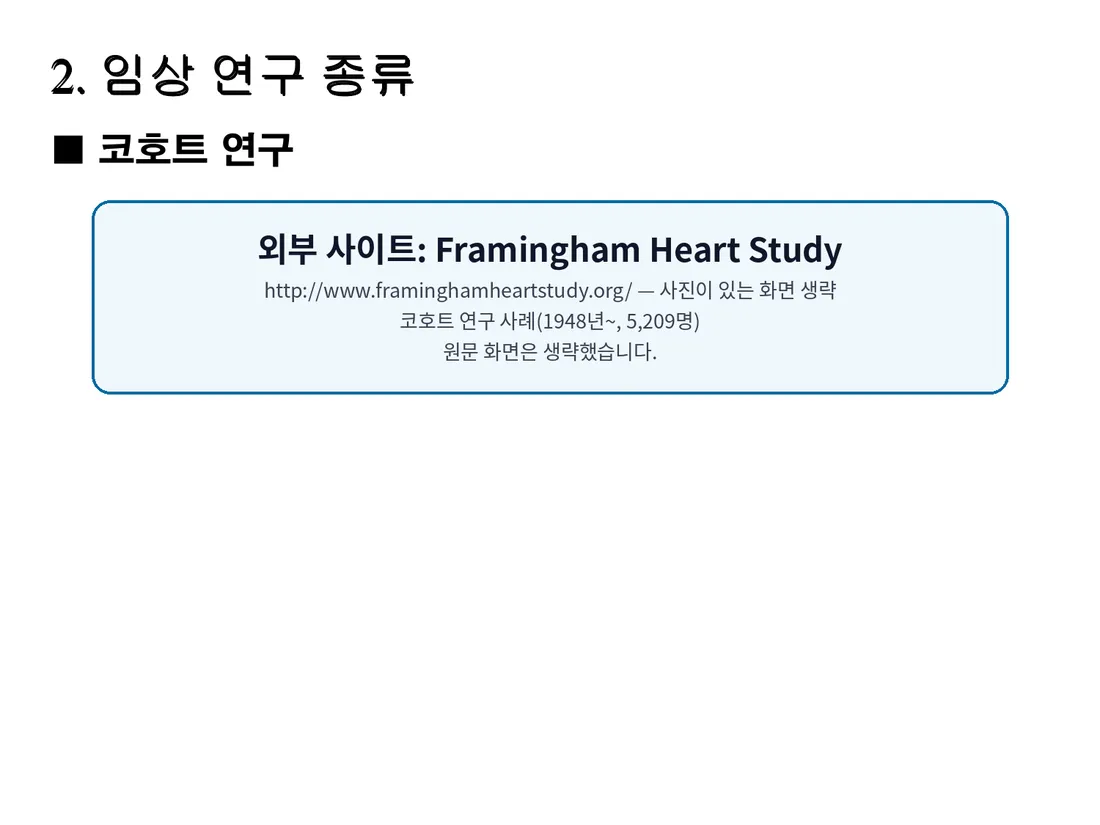 2. 임상 연구 종류
■ 코호트 연구
외부 사이트: Framingham Heart Study
http://www.framinghamheartstudy.org/ — 사진이 있는 화면 생략
코호트 연구 사례(1948년~, 5,209명)
원문 화면은 생략했습니다.